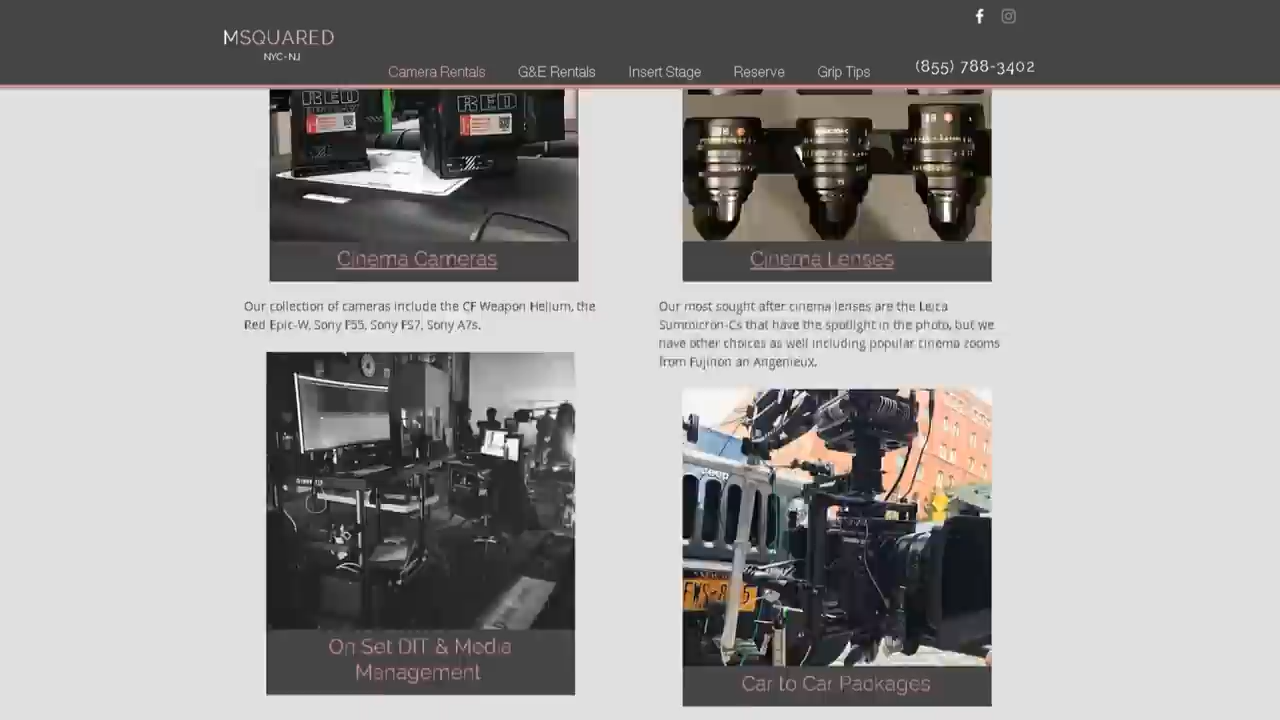 MSQUARED
NYC-NJ
Camera Rentals
G&E Rentals
Insert Stage
Reserve
Grip Tips
(855) 788-3402
RED
RED
Cinema Cameras
Cinema Lenses
Our collection of cameras include the CF Weapon Helium, the
Red Epic-W, Sony F55, Sony FS7, Sony A7s.
Our most sought after cinema lenses are the Leica
Summicron-Cs that have the spotlight in the photo, but we
have other choices as well including popular cinema zooms
from Fujinon an Angenieux.
Jeep
On Set DIT & Media
Management
Car to Car Packages